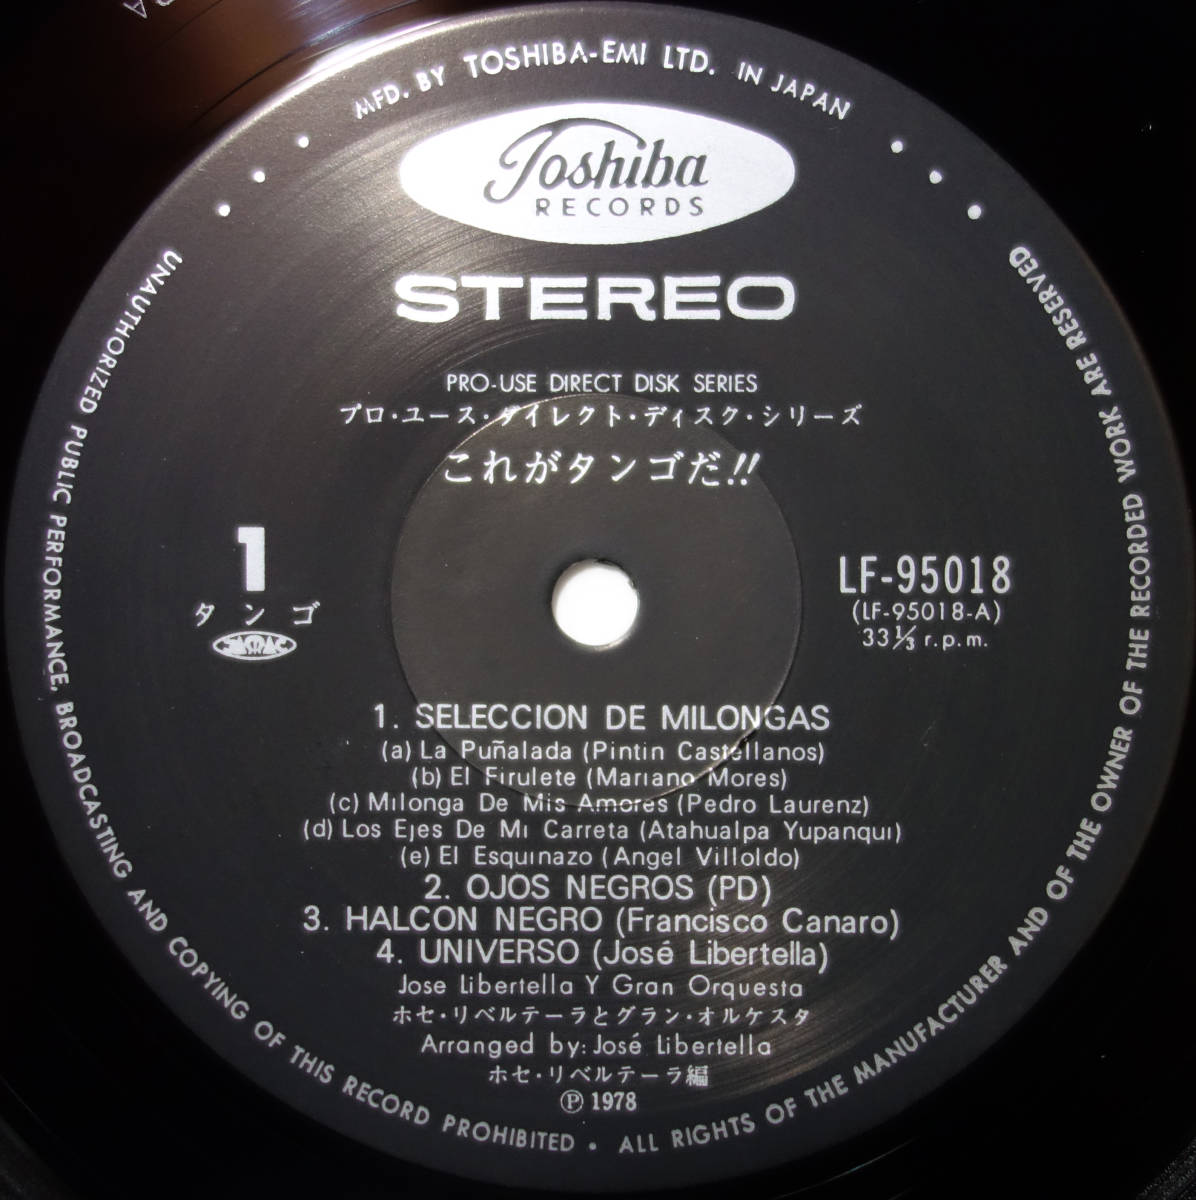 MFD. BY TOSHIBA-EMI LTD. IN JAPAN
Toshiba
RECORDS
STEREO
PRO-USE DIRECT DISK SERIES
プロ・ユース・ダイレクト・ディスク・シリーズ
これがタンゴだ!!
1
タンゴ
LF-95018
(LF-95018-A)
33⅓ r.p.m.
1. SELECCION DE MILONGAS
(a) La Puñalada (Pintin Castellanos)
(b) El Firulete (Mariano Mores)
(c) Milonga De Mis Amores (Pedro Laurenz)
(d) Los Ejes De Mi Carreta (Atahualpa Yupanqui)
(e) El Esquinazo (Angel Villoldo)
2. OJOS NEGROS (PD)
3. HALCON NEGRO (Francisco Canaro)
4. UNIVERSO (José Libertella)
Jose Libertella Y Gran Orquesta
ホセ・リベルテーラとグラン・オルケスタ
Arranged by: José Libertella
ホセ・リベルテーラ編
Ⓟ 1978
UNAUTHORIZED PUBLIC PERFORMANCE, BROADCASTING AND COPYING OF THIS RECORD PROHIBITED • ALL RIGHTS OF THE MANUFACTURER AND OF THE OWNER OF THE RECORDED WORK ARE RESERVED